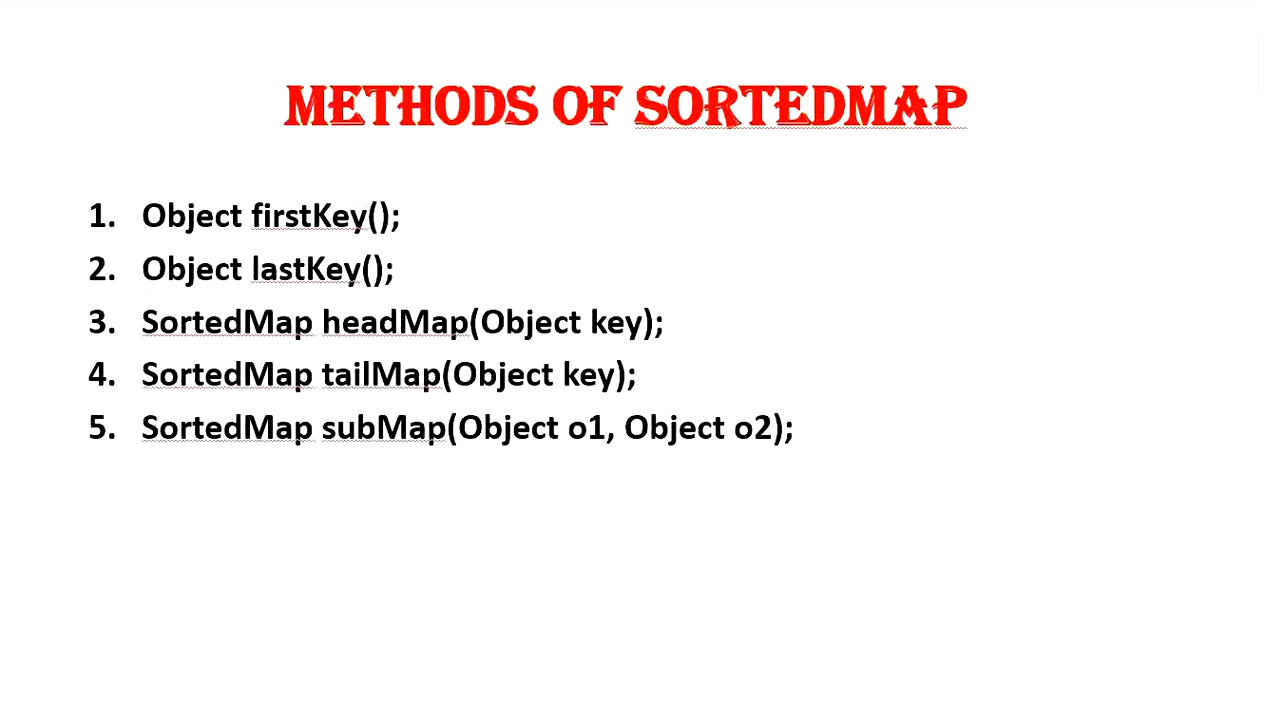 METHODS OF SORTEDMAP
1. Object firstKey();
2. Object lastKey();
3. SortedMap headMap(Object key);
4. SortedMap tailMap(Object key);
5. SortedMap subMap(Object o1, Object o2);